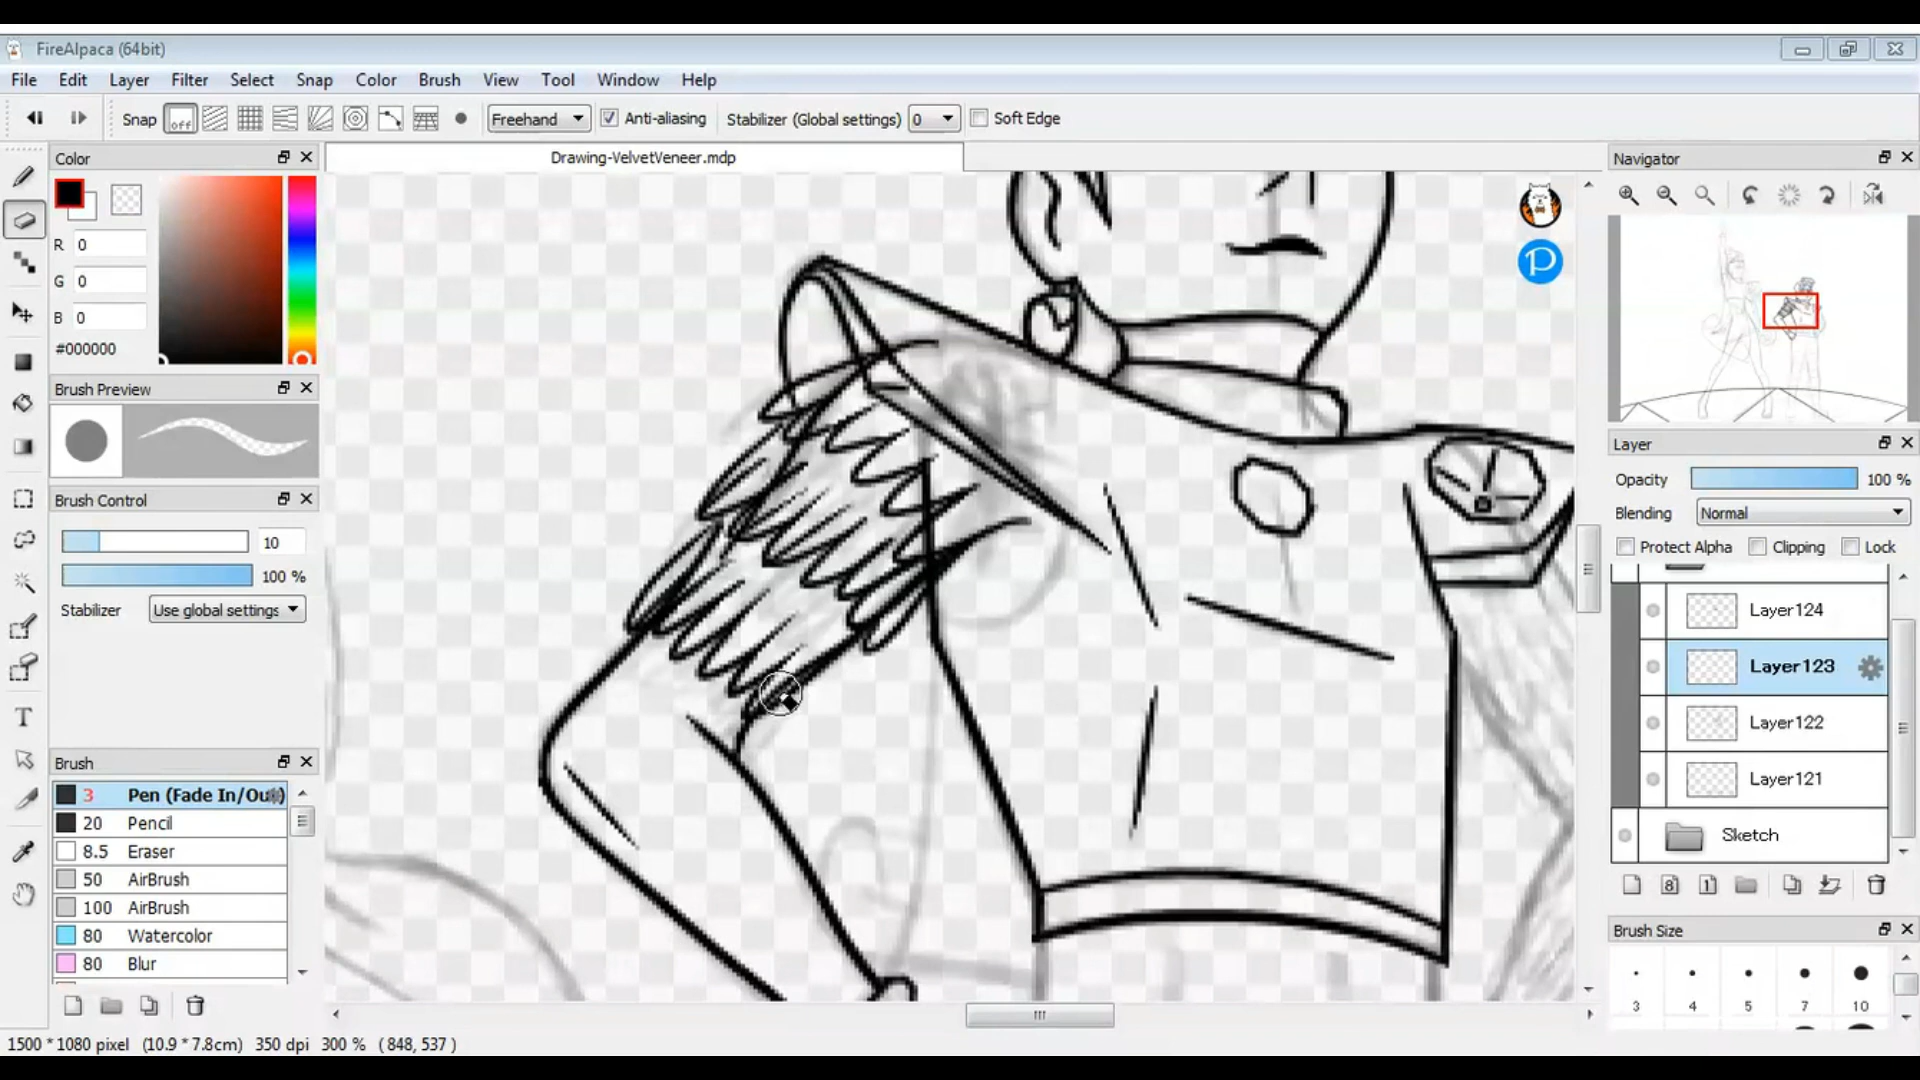 FireAlpaca (64bit)
File Edit Layer Filter Select Snap Color Brush View Tool Window Help
Snap off Freehand Anti-aliasing Stabilizer (Global settings) 0 Soft Edge
Color
R 0
G 0
B 0
#000000
Brush Preview
Brush Control
10
100 %
Stabilizer Use global settings
Brush
3 Pen (Fade In/Out)
20 Pencil
8.5 Eraser
50 AirBrush
100 AirBrush
80 Watercolor
80 Blur
Drawing-VelvetVeneer.mdp
P
Navigator
Layer
Opacity 100 %
Blending Normal
Protect Alpha Clipping Lock
Layer124
Layer123
Layer122
Layer121
Sketch
8 1
Brush Size
3 4 5 7 10
T
1500 * 1080 pixel (10.9 * 7.8cm) 350 dpi 300 % ( 848, 537 )